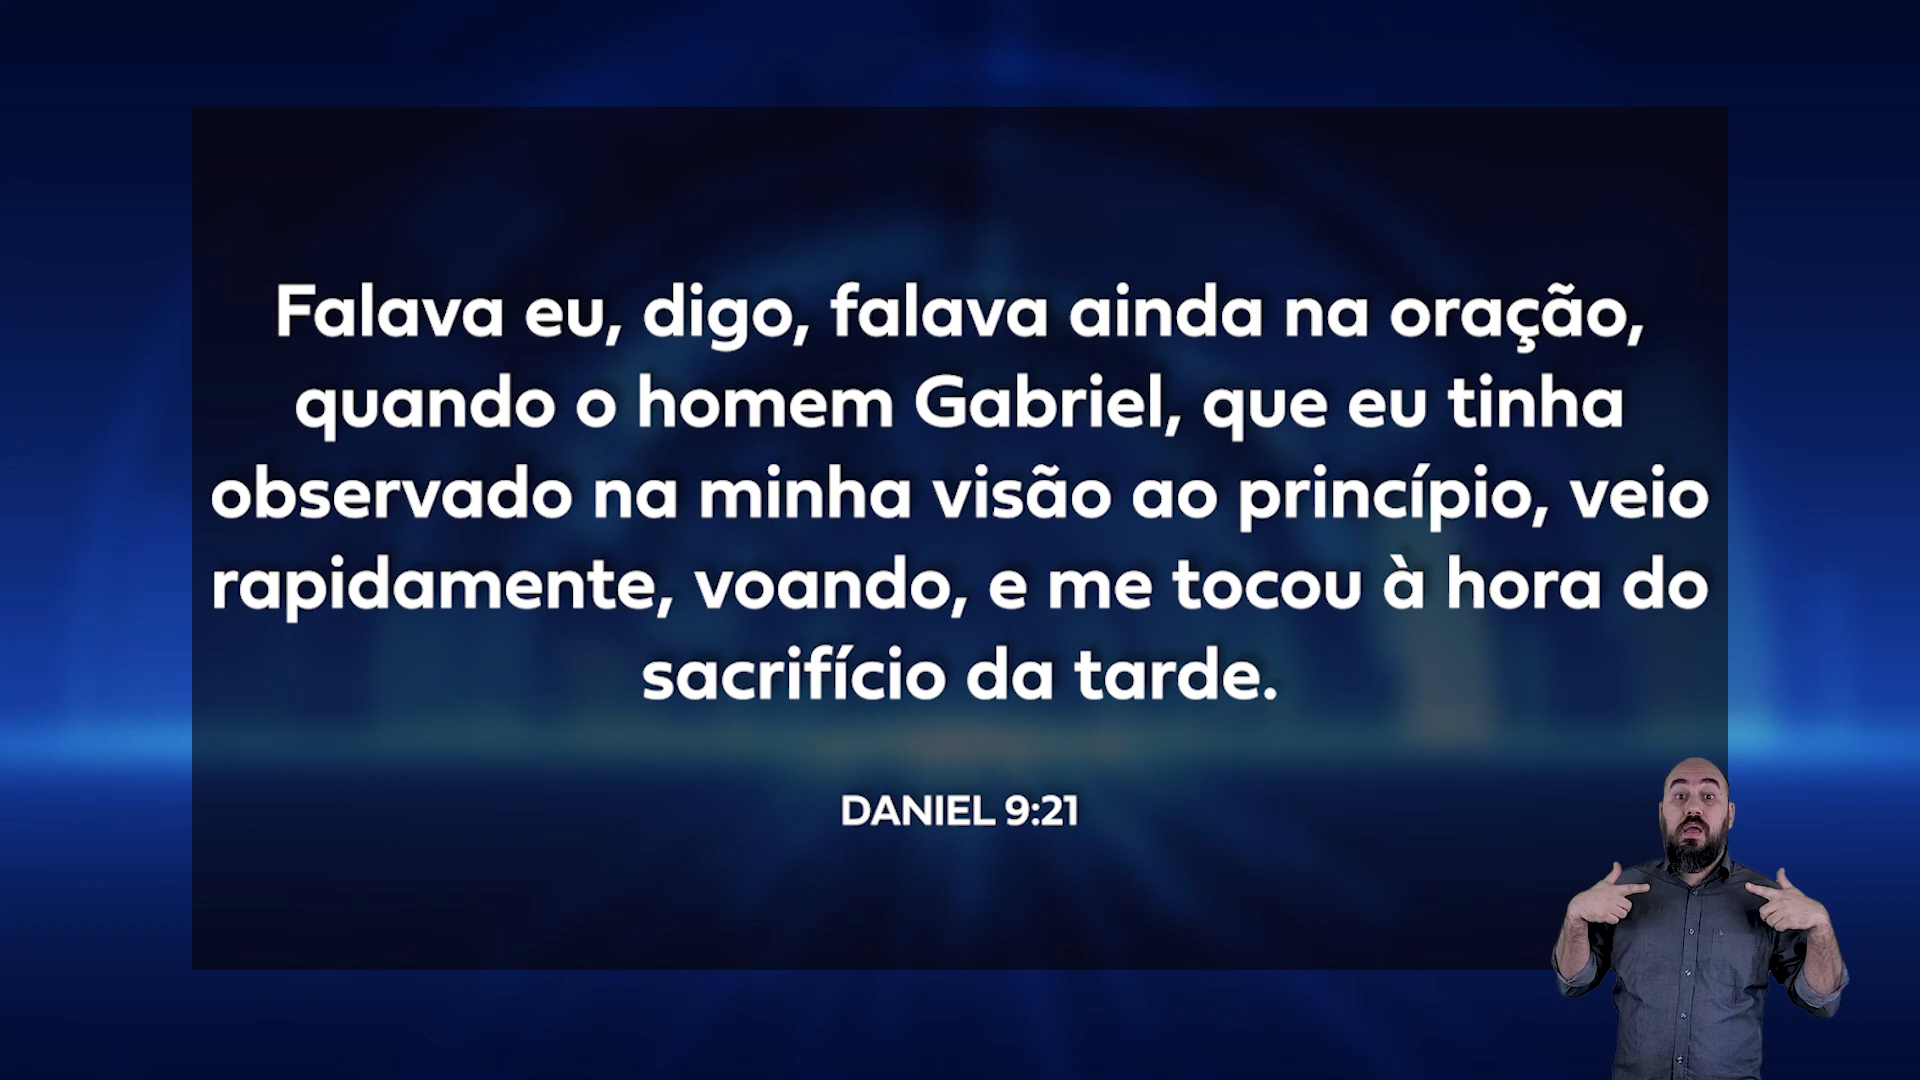 Falava eu, digo, falava ainda na oração,
quando o homem Gabriel, que eu tinha
observado na minha visão ao princípio, veio
rapidamente, voando, e me tocou à hora do
sacrifício da tarde.
DANIEL 9:21